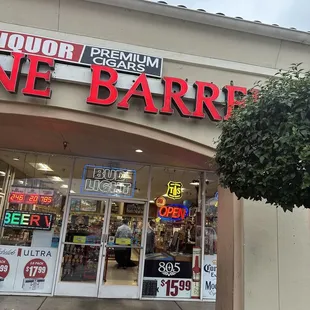 LIQUOR
PREMIUM
CIGARS
NE BARRE
BUD
LIGHT
OPEN
BEER
ULTRA
$17.99
805
$15.99